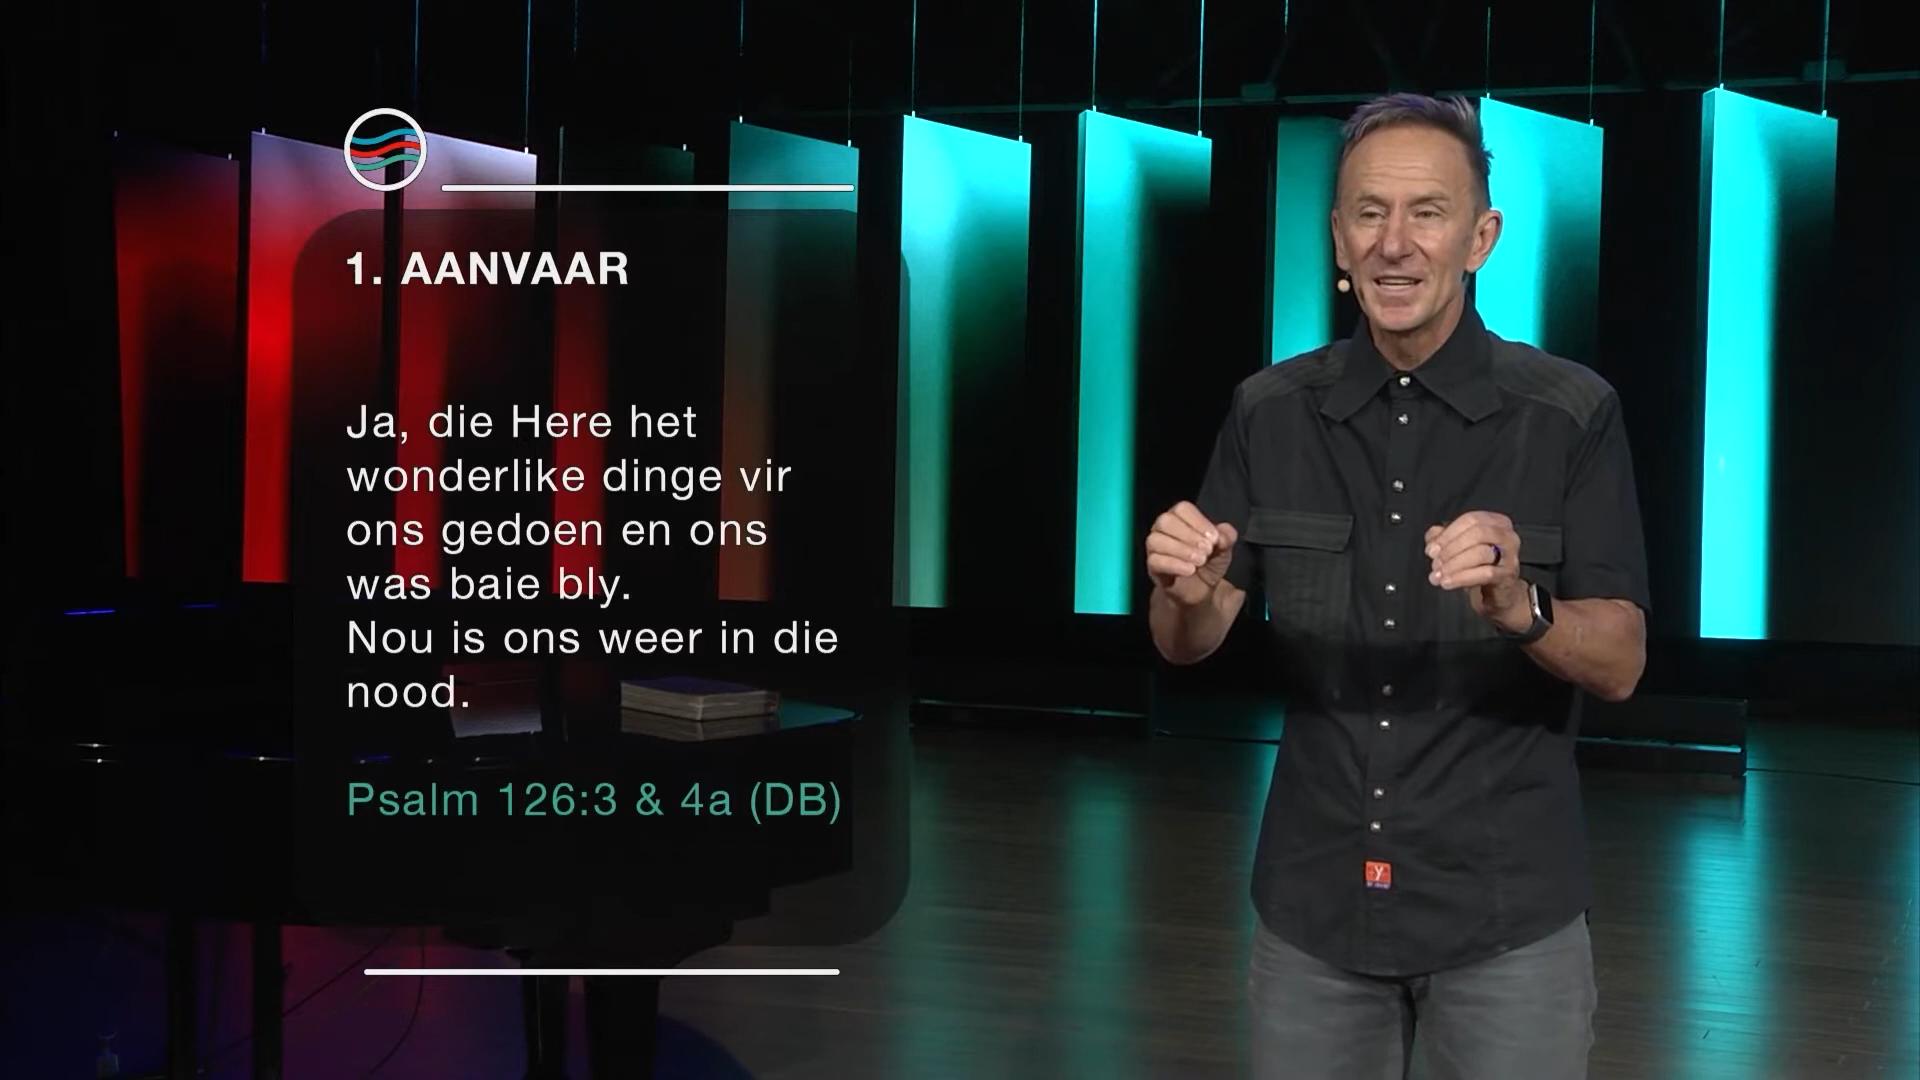 1. AANVAAR
Ja, die Here het
wonderlike dinge vir
ons gedoen en ons
was baie bly.
Nou is ons weer in die
nood.
Psalm 126:3 & 4a (DB)